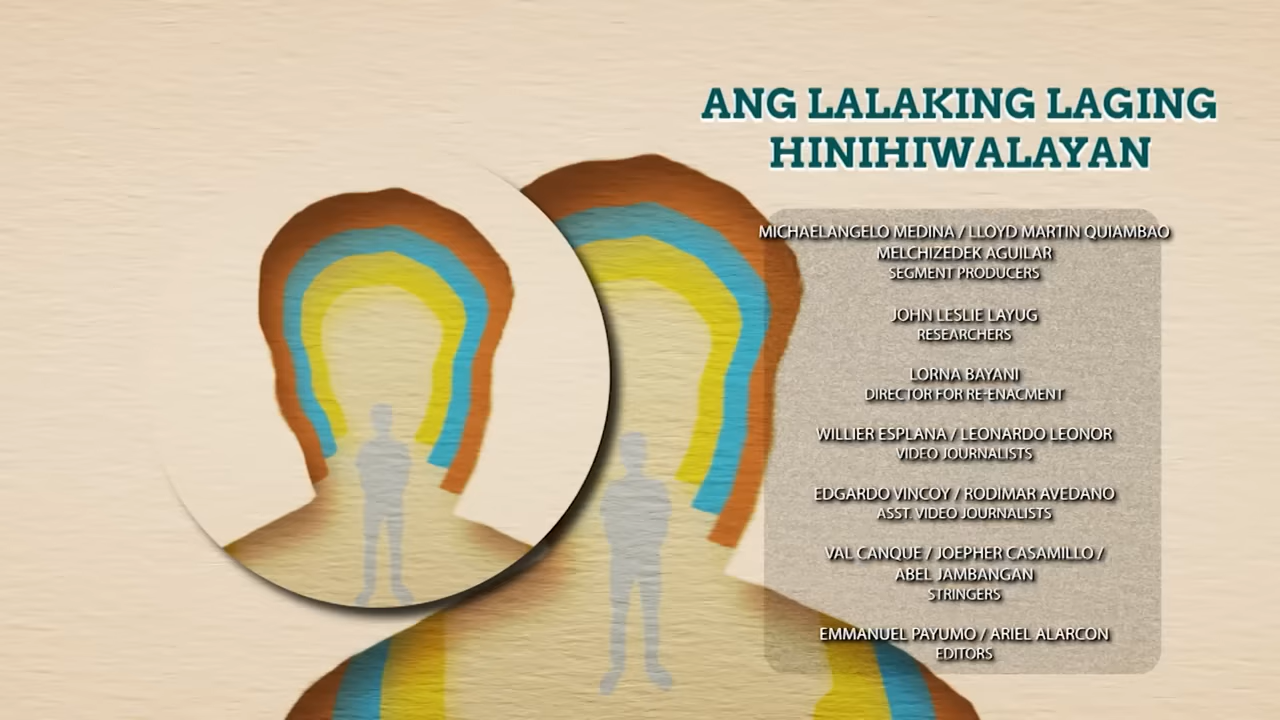 ANG LALAKING LAGING
HINIHIWALAYAN
MICHAELANGELO MEDINA / LLOYD MARTIN QUIAMBAO
MELCHIZEDEK AGUILAR
SEGMENT PRODUCERS
JOHN LESLIE LAYUG
RESEARCHERS
LORNA BAYANI
DIRECTOR FOR RE-ENACMENT
WILLIER ESPLANA / LEONARDO LEONOR
VIDEO JOURNALISTS
EDGARDO VINCOY / RODIMAR AVEDANO
ASST. VIDEO JOURNALISTS
VAL CANQUE / JOEPHER CASAMILLO /
ABEL JAMBANGAN
STRINGERS
EMMANUEL PAYUMO / ARIEL ALARCON
EDITORS